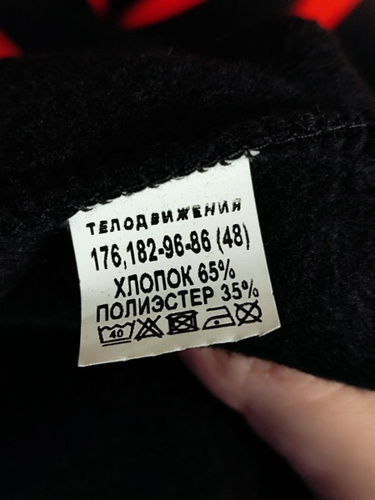 ТЕЛОДВИЖЕНИЯ
176,182-96-86 (48)
ХЛОПОК 65%
ПОЛИЭСТЕР 35%
40